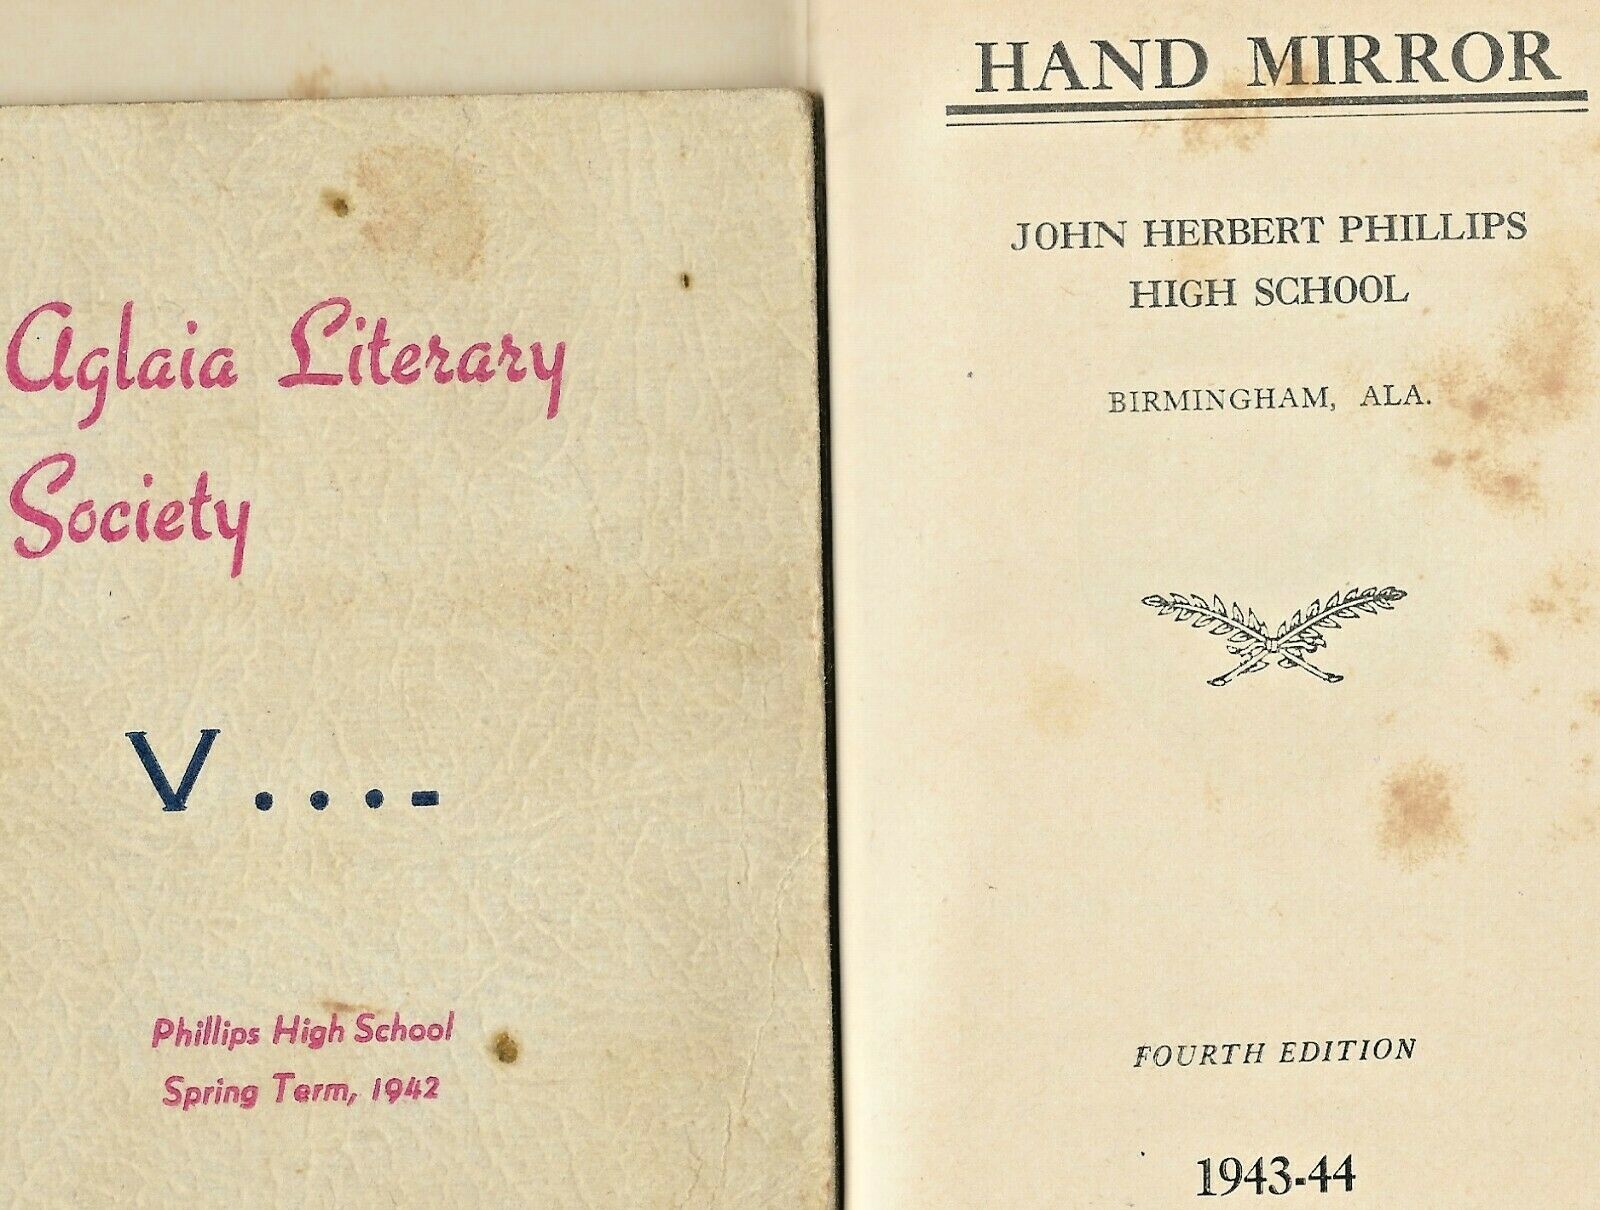 Aglaia Literary
Society
V...-
Phillips High School
Spring Term, 1942
HAND MIRROR
JOHN HERBERT PHILLIPS
HIGH SCHOOL
BIRMINGHAM, ALA.
FOURTH EDITION
1943-44